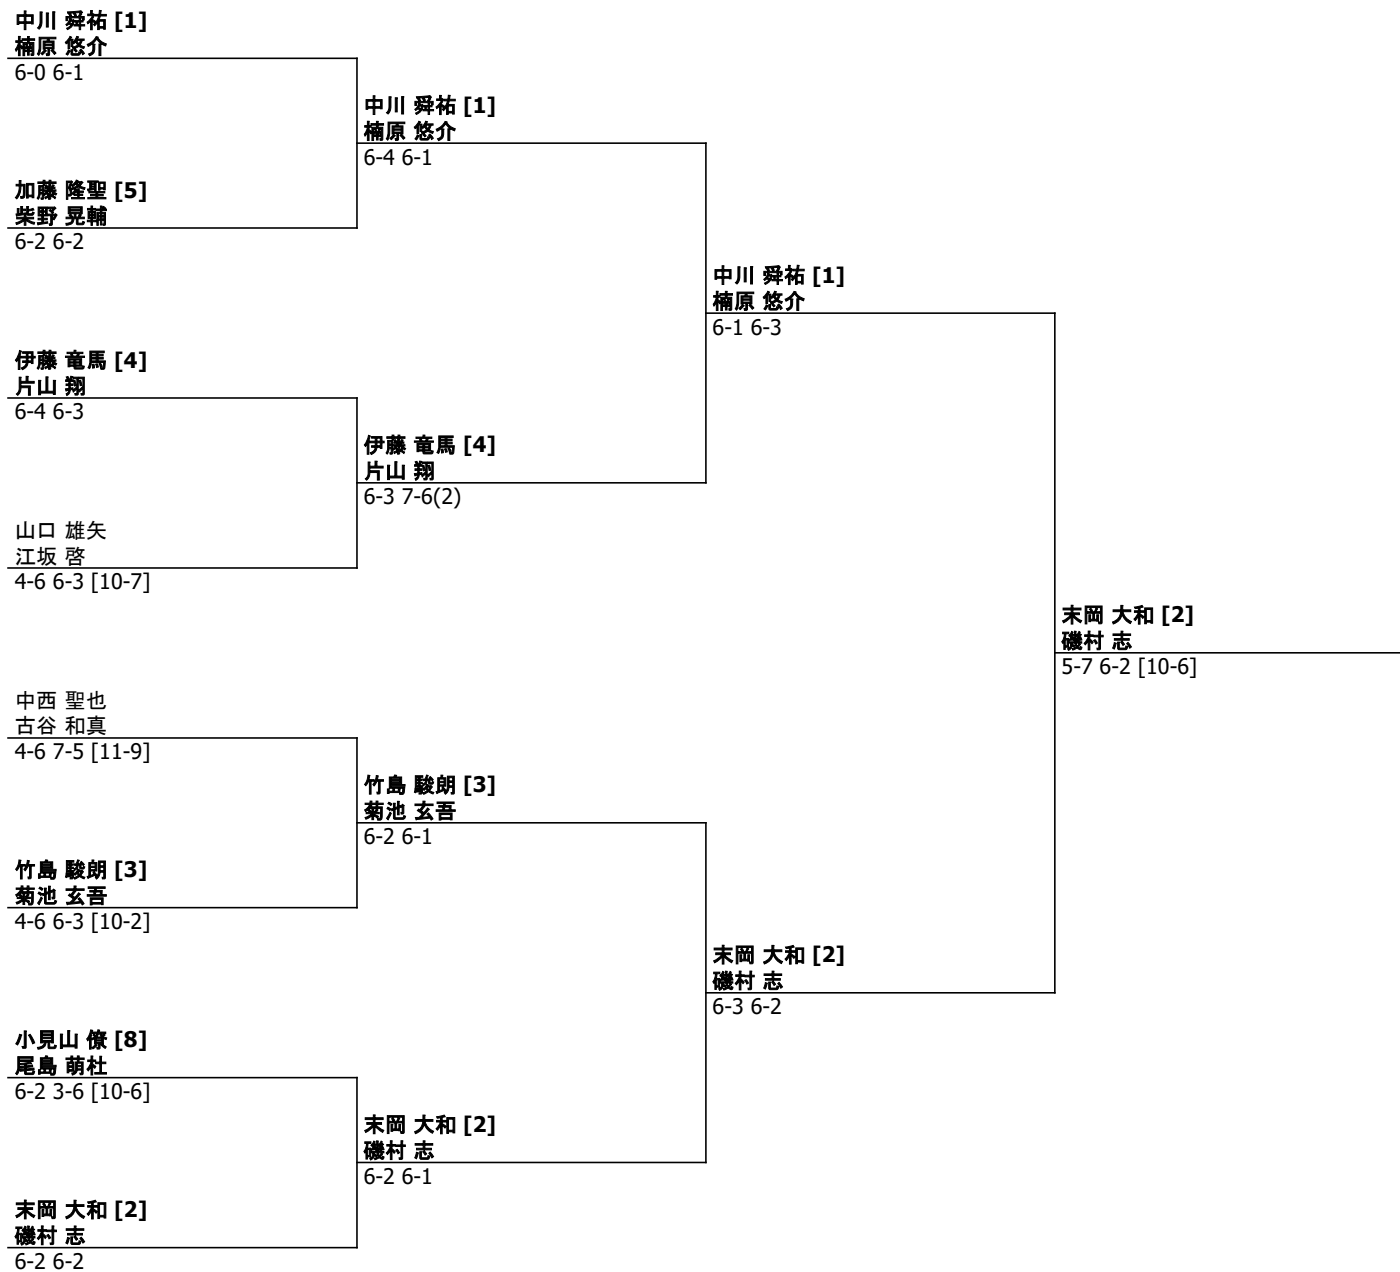 中川 舜祐 [1]
楠原 悠介
6-0 6-1
中川 舜祐 [1]
楠原 悠介
6-4 6-1
加藤 隆聖 [5]
柴野 晃輔
6-2 6-2
中川 舜祐 [1]
楠原 悠介
6-1 6-3
伊藤 竜馬 [4]
片山 翔
6-4 6-3
伊藤 竜馬 [4]
片山 翔
6-3 7-6(2)
山口 雄矢
江坂 啓
4-6 6-3 [10-7]
末岡 大和 [2]
磯村 志
5-7 6-2 [10-6]
中西 聖也
古谷 和真
4-6 7-5 [11-9]
竹島 駿朗 [3]
菊池 玄吾
6-2 6-1
竹島 駿朗 [3]
菊池 玄吾
4-6 6-3 [10-2]
末岡 大和 [2]
磯村 志
6-3 6-2
小見山 僚 [8]
尾島 萌杜
6-2 3-6 [10-6]
末岡 大和 [2]
磯村 志
6-2 6-1
末岡 大和 [2]
磯村 志
6-2 6-2